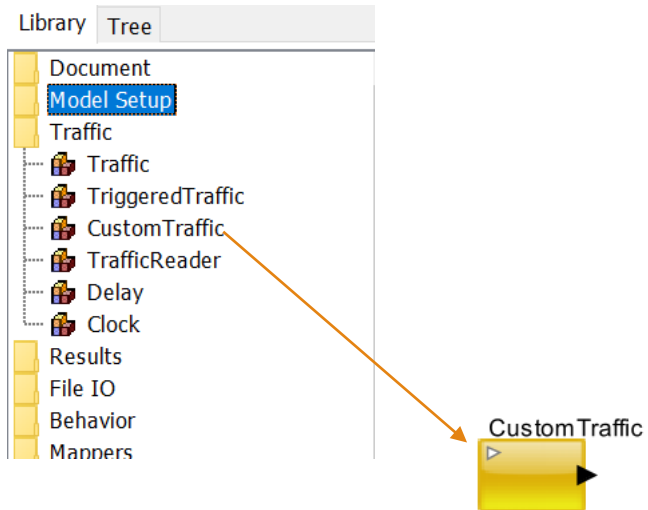 Library Tree
Document
Model Setup
Traffic
Traffic
TriggeredTraffic
CustomTraffic
TrafficReader
Delay
Clock
Results
File IO
Behavior
Mappers
CustomTraffic